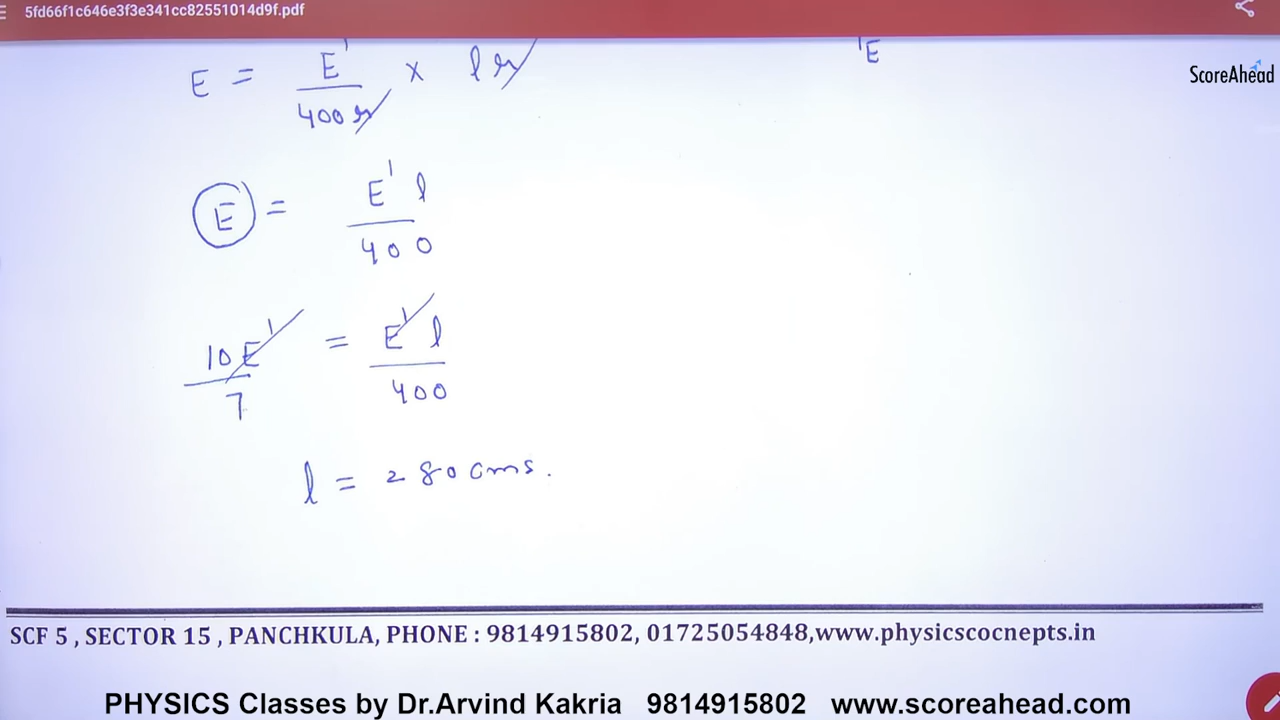 5fd66f1c646e3f3e341cc82551014d9f.pdf
'E
ScoreAhead
E = E' / 400 r × l r
E = E' l / 400
10 E' / 7 = E' l / 400
l = 280 cms.
SCF 5 , SECTOR 15 , PANCHKULA, PHONE : 9814915802, 01725054848,www.physicscocnepts.in
PHYSICS Classes by Dr.Arvind Kakria 9814915802 www.scoreahead.com